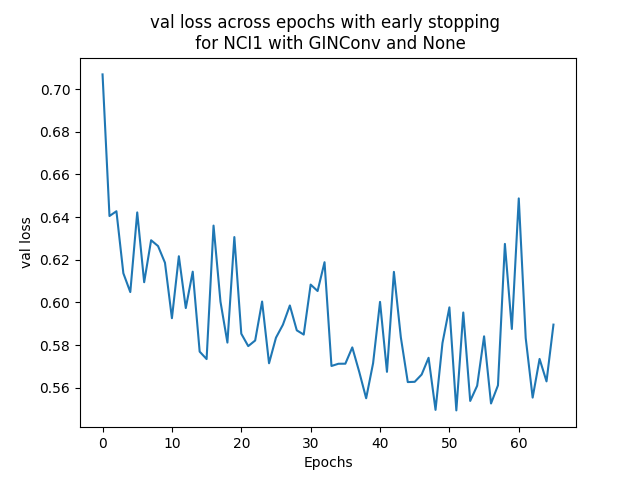 val loss across epochs with early stopping
for NCI1 with GINConv and None
0.70
0.68
0.66
0.64
0.62
0.60
0.58
0.56
val loss
0 10 20 30 40 50 60
Epochs